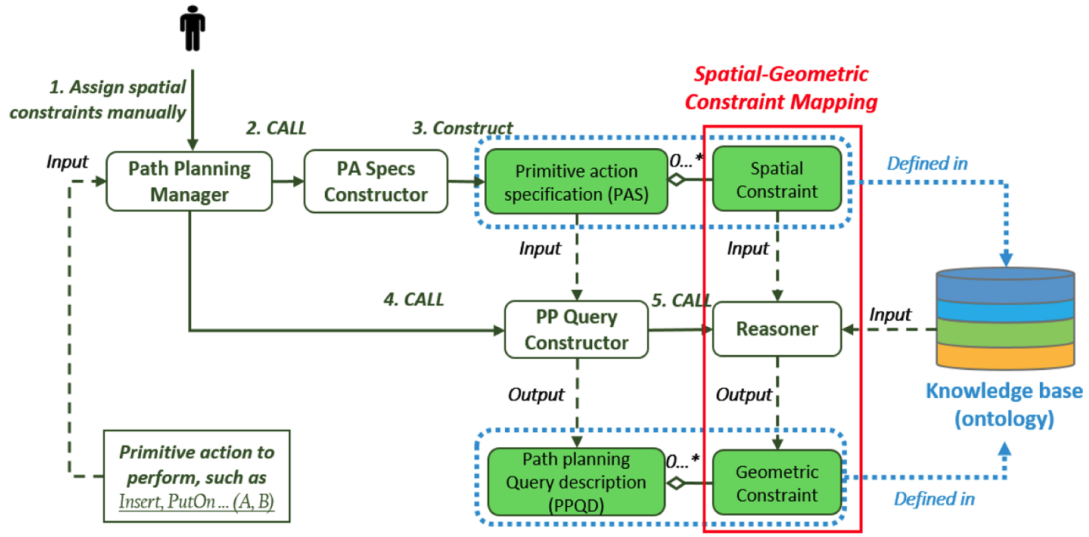 1. Assign spatial
constraints manually
Spatial-Geometric
Constraint Mapping
2. CALL
3. Construct
Input
Path Planning
Manager
PA Specs
Constructor
Primitive action
specification (PAS)
0...*
Spatial
Constraint
Defined in
Input
Input
4. CALL
5. CALL
PP Query
Constructor
Reasoner
Input
Output
Output
Knowledge base
(ontology)
Primitive action to
perform, such as
Insert, PutOn ... (A, B)
Path planning
Query description
(PPQD)
0...*
Geometric
Constraint
Defined in